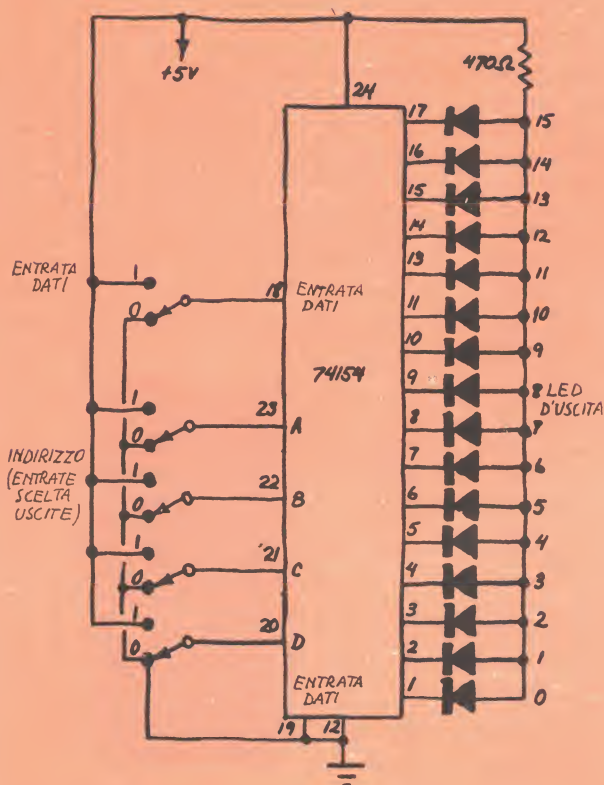 +5V
470Ω
24
17 15
16 14
15 13
14 12
13 11
11 10
10 9
9 8
8 7
7 6
6 5
5 4
4 3
3 2
2 1
1 0
LED
D'USCITA
ENTRATA
DATI
1
0
18
ENTRATA
DATI
74154
INDIRIZZO
(ENTRATE
SCELTA
USCITE)
1
0
23
A
1
0
22
B
1
0
21
C
1
0
20
D
ENTRATA
DATI
19
12